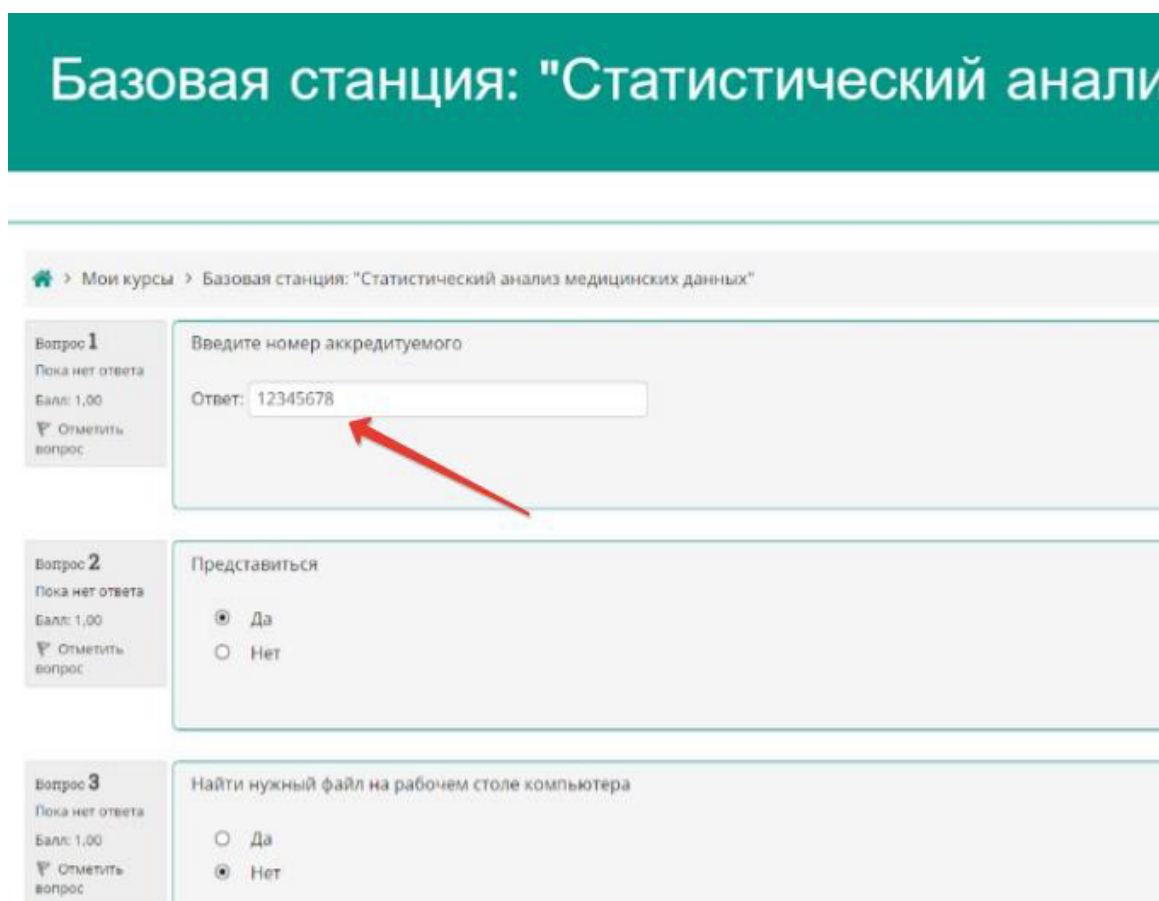 Базовая станция: "Статистический анали
> Мои курсы > Базовая станция: "Статистический анализ медицинских данных"
Вопрос 1
Пока нет ответа
Балл: 1,00
Отметить
вопрос
Введите номер аккредитуемого
Ответ: 12345678
Вопрос 2
Пока нет ответа
Балл: 1,00
Отметить
вопрос
Представиться
Да
Нет
Вопрос 3
Пока нет ответа
Балл: 1,00
Отметить
вопрос
Найти нужный файл на рабочем столе компьютера
Да
Нет